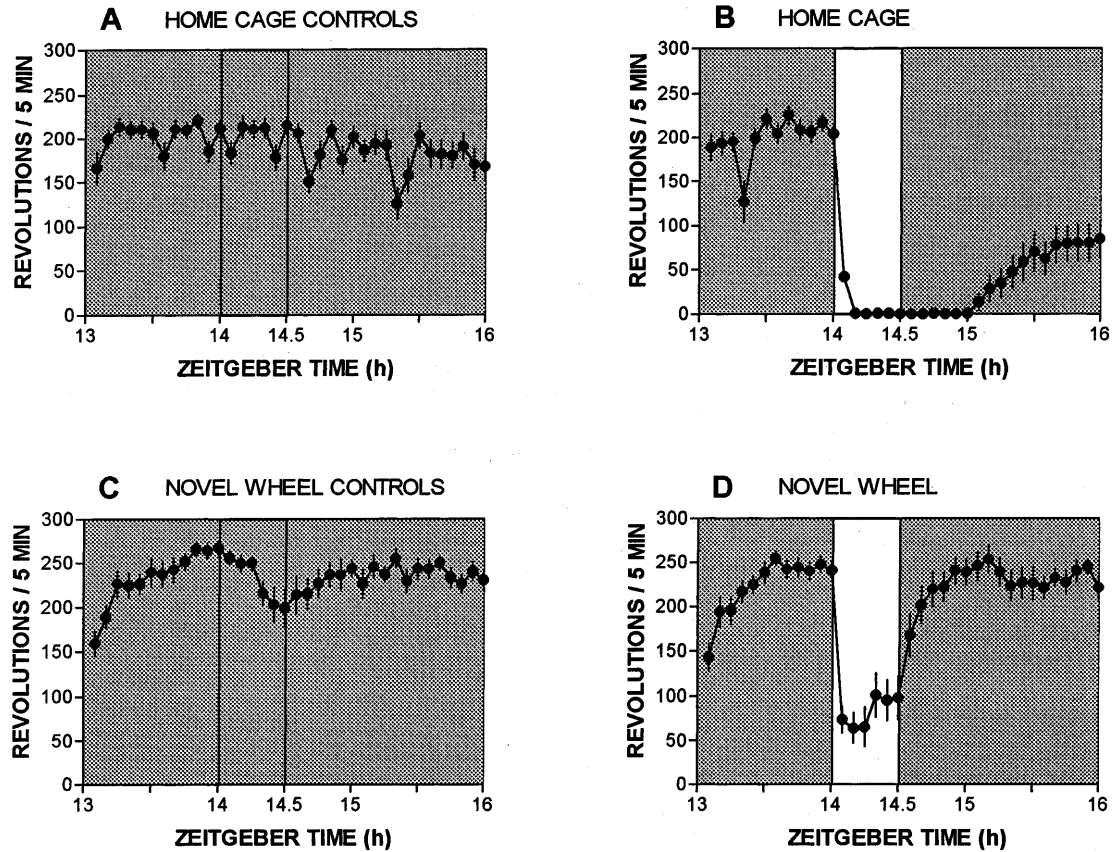 A HOME CAGE CONTROLS
REVOLUTIONS / 5 MIN
300
250
200
150
100
50
0
13 14 14.5 15 16
ZEITGEBER TIME (h)
B HOME CAGE
REVOLUTIONS / 5 MIN
300
250
200
150
100
50
0
13 14 14.5 15 16
ZEITGEBER TIME (h)
C NOVEL WHEEL CONTROLS
REVOLUTIONS / 5 MIN
300
250
200
150
100
50
0
13 14 14.5 15 16
ZEITGEBER TIME (h)
D NOVEL WHEEL
REVOLUTIONS / 5 MIN
300
250
200
150
100
50
0
13 14 14.5 15 16
ZEITGEBER TIME (h)